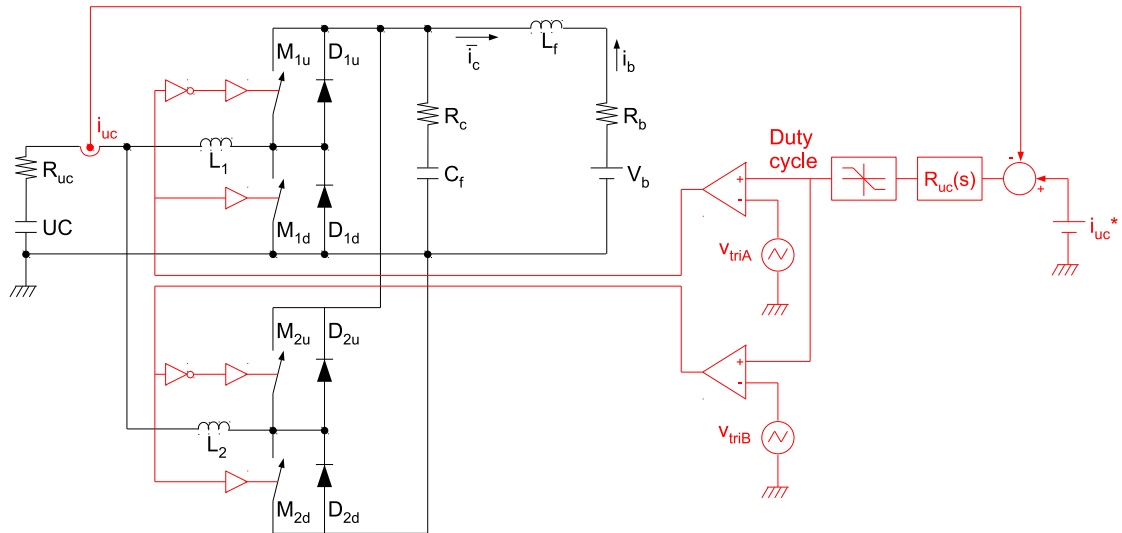 M1u
D1u
ic
Lf
ib
iuc
L1
Rc
Rb
Ruc
Duty
cycle
Ruc(s)
-
+
UC
Cf
Vb
+
-
M1d
D1d
vtriA
iuc*
M2u
D2u
+
-
L2
vtriB
M2d
D2d